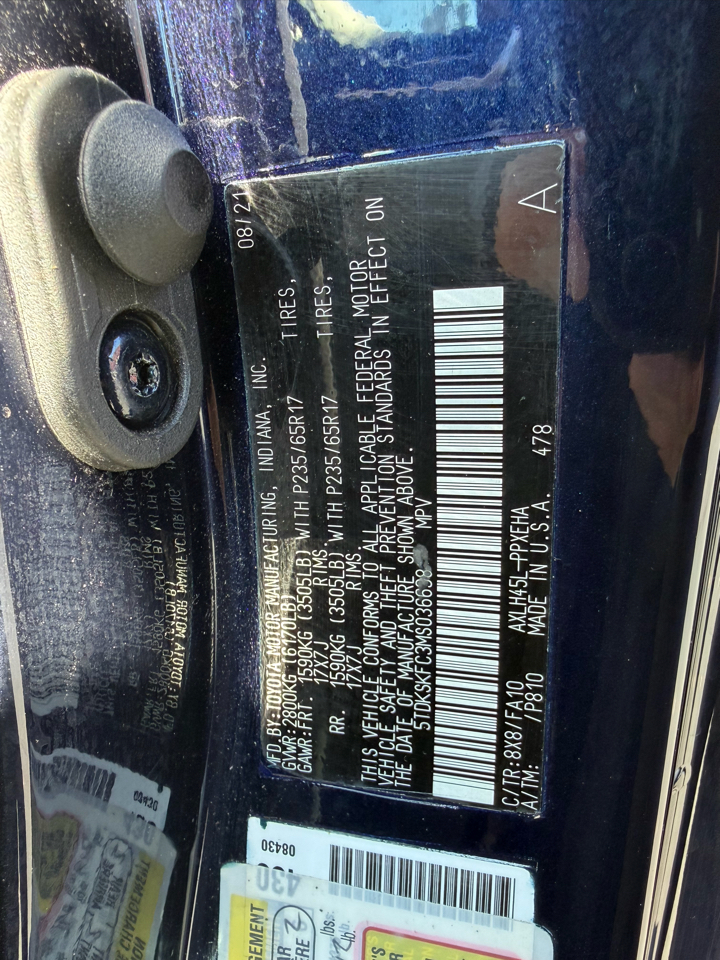 MFD.BY:TOYOTA MOTOR MANUFACTURING, INDIANA, INC. 08/21
GVWR:2800KG (6170LB)
GAWR:FRT. 1590KG (3505LB) WITH P235/65R17 TIRES,
17X7J RIMS,
RR. 1590KG (3505LB) WITH P235/65R17 TIRES,
17X7J RIMS
THIS VEHICLE CONFORMS TO ALL APPLICABLE FEDERAL MOTOR
VEHICLE SAFETY AND THEFT PREVENTION STANDARDS IN EFFECT ON
THE DATE OF MANUFACTURE SHOWN ABOVE.
MPV
C/TR:8X8/FA10 AXLH45L-PPXEHA
A/TM: /P810 MADE IN U.S.A. 478
A
08430
430
lbs.